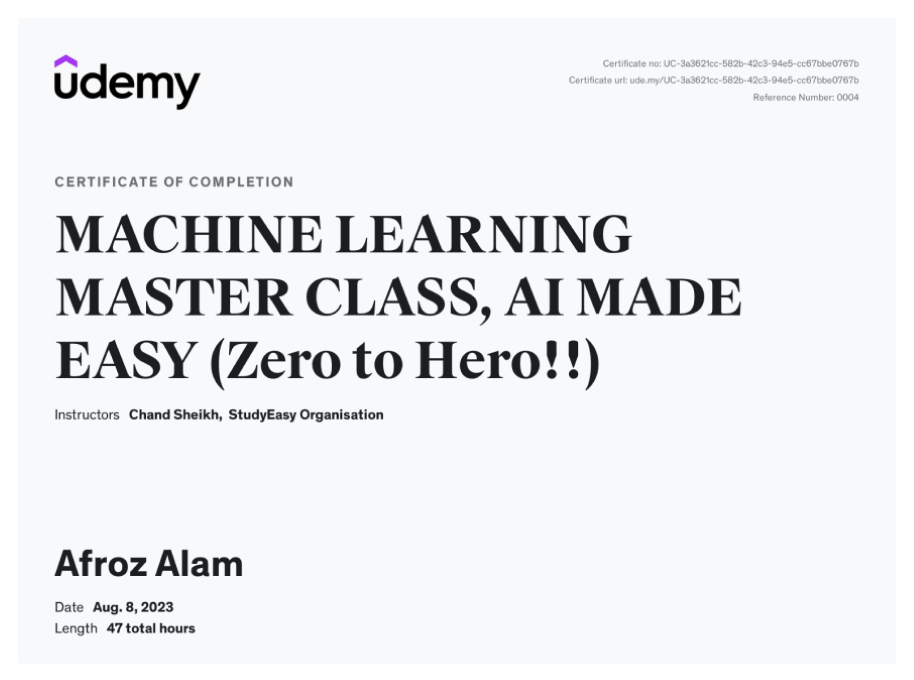 udemy
Certificate no: UC-3a3621cc-582b-42c3-94e5-cc67bbe0767b
Certificate url: ude.my/UC-3a3621cc-582b-42c3-94e5-cc67bbe0767b
Reference Number: 0004
CERTIFICATE OF COMPLETION
MACHINE LEARNING
MASTER CLASS, AI MADE
EASY (Zero to Hero!!)
Instructors Chand Sheikh, StudyEasy Organisation
Afroz Alam
Date Aug. 8, 2023
Length 47 total hours